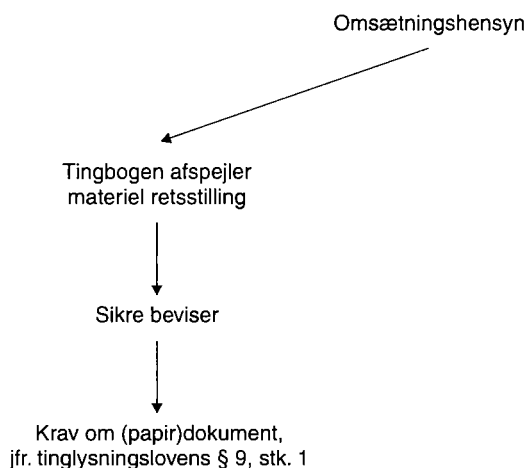 Omsætningshensyn
Tingbogen afspejler
materiel retsstilling
Sikre beviser
Krav om (papir)dokument,
jfr. tinglysningslovens § 9, stk. 1